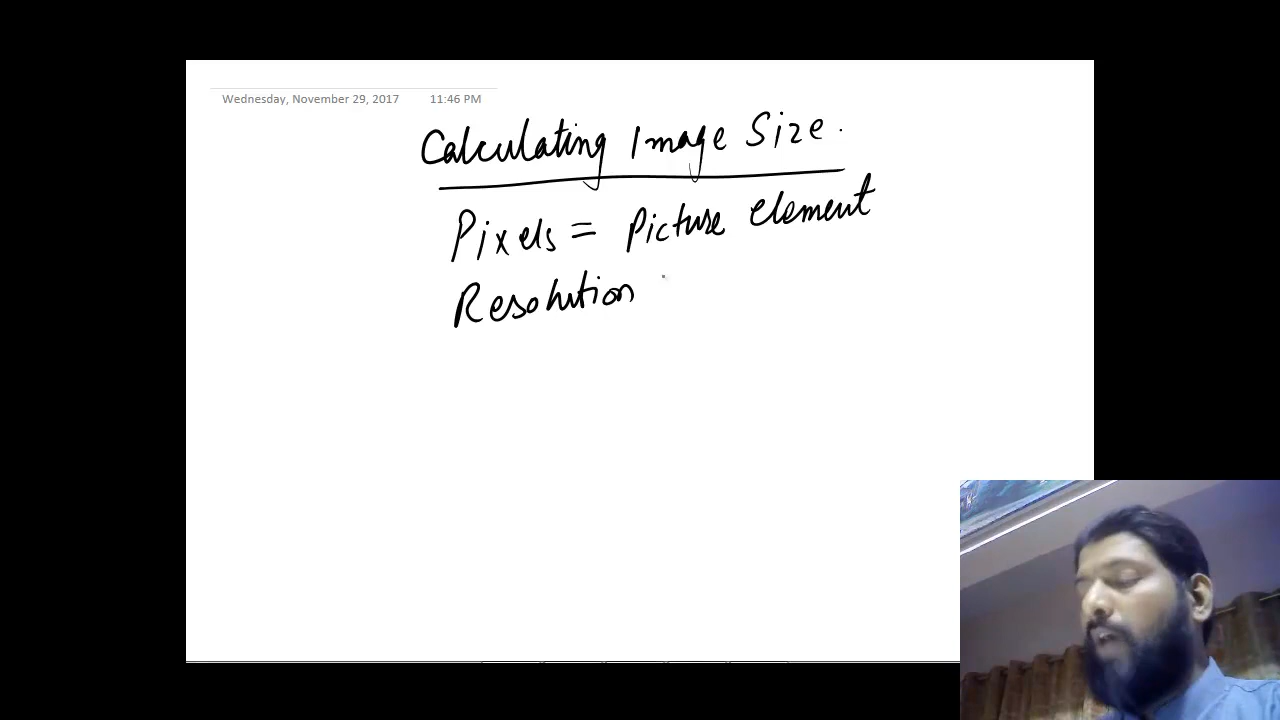 Wednesday, November 29, 2017 11:46 PM
Calculating Image Size.
Pixels = Picture element
Resolution